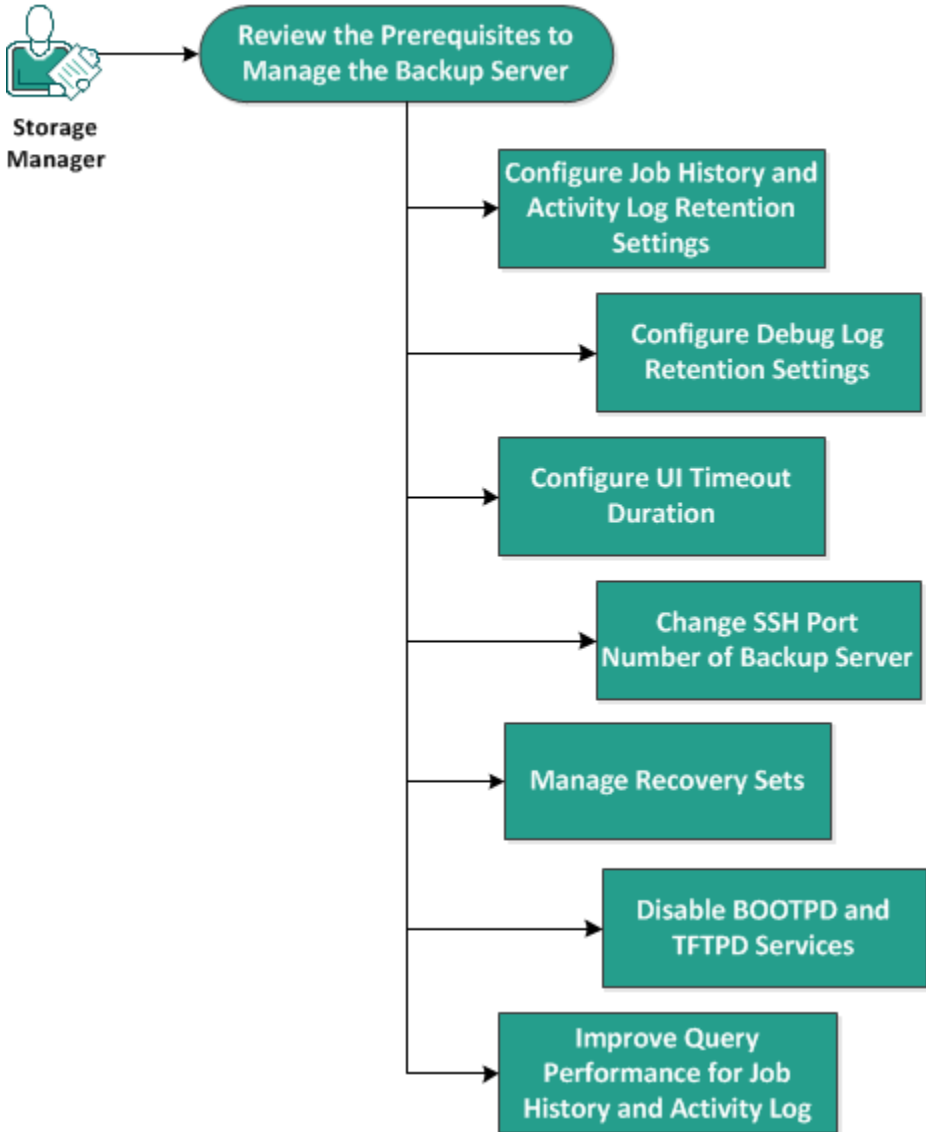 Review the Prerequisites to
Manage the Backup Server
Storage
Manager
Configure Job History and
Activity Log Retention
Settings
Configure Debug Log
Retention Settings
Configure UI Timeout
Duration
Change SSH Port
Number of Backup Server
Manage Recovery Sets
Disable BOOTPD and
TFTPD Services
Improve Query
Performance for Job
History and Activity Log